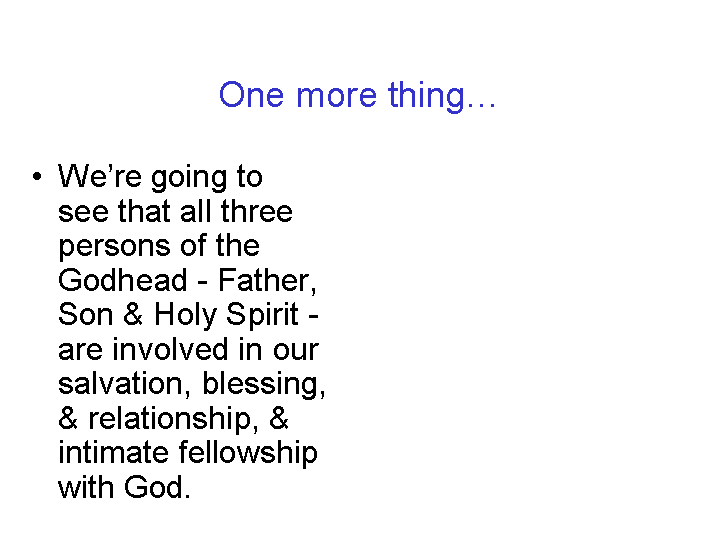 One more thing…
• We’re going to
see that all three
persons of the
Godhead - Father,
Son & Holy Spirit -
are involved in our
salvation, blessing,
& relationship, &
intimate fellowship
with God.